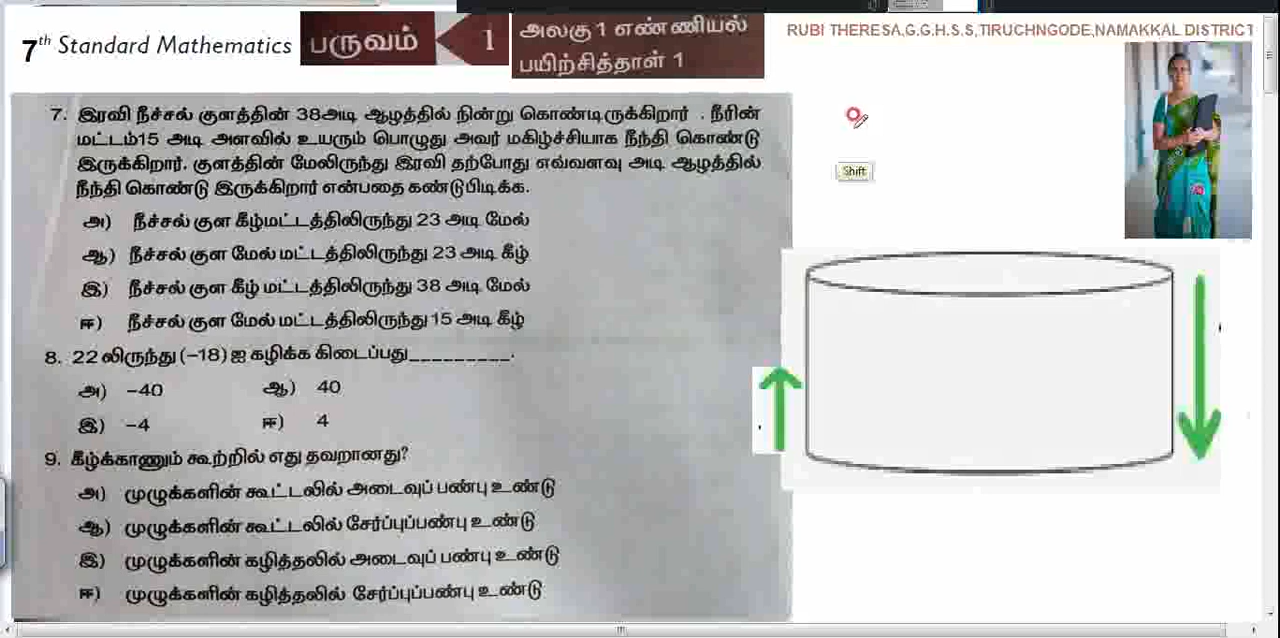 7th Standard Mathematics
பருவம்
1
அலகு 1 எண்ணியல்
பயிற்சித்தாள் 1
RUBI THERESA,G.G.H.S.S,TIRUCHNGODE,NAMAKKAL DISTRICT
7. இரவி நீச்சல் குளத்தின் 38அடி ஆழத்தில் நின்று கொண்டிருக்கிறார் . நீரின்
மட்டம்15 அடி அளவில் உயரும் பொழுது அவர் மகிழ்ச்சியாக நீந்தி கொண்டு
இருக்கிறார். குளத்தின் மேலிருந்து இரவி தற்போது எவ்வளவு அடி ஆழத்தில்
நீந்தி கொண்டு இருக்கிறார் என்பதை கண்டுபிடிக்க.
அ) நீச்சல் குள கீழ்மட்டத்திலிருந்து 23 அடி மேல்
ஆ) நீச்சல் குள மேல் மட்டத்திலிருந்து 23 அடி கீழ்
இ) நீச்சல் குள கீழ் மட்டத்திலிருந்து 38 அடி மேல்
ஈ) நீச்சல் குள மேல் மட்டத்திலிருந்து 15 அடி கீழ்
8. 22 லிருந்து (−18) ஐ கழிக்க கிடைப்பது_________.
அ) −40 ஆ) 40
இ) −4 ஈ) 4
9. கீழ்க்காணும் கூற்றில் எது தவறானது?
அ) முழுக்களின் கூட்டலில் அடைவுப் பண்பு உண்டு
ஆ) முழுக்களின் கூட்டலில் சேர்ப்புப்பண்பு உண்டு
இ) முழுக்களின் கழித்தலில் அடைவுப் பண்பு உண்டு
ஈ) முழுக்களின் கழித்தலில் சேர்ப்புப்பண்பு உண்டு
Shift